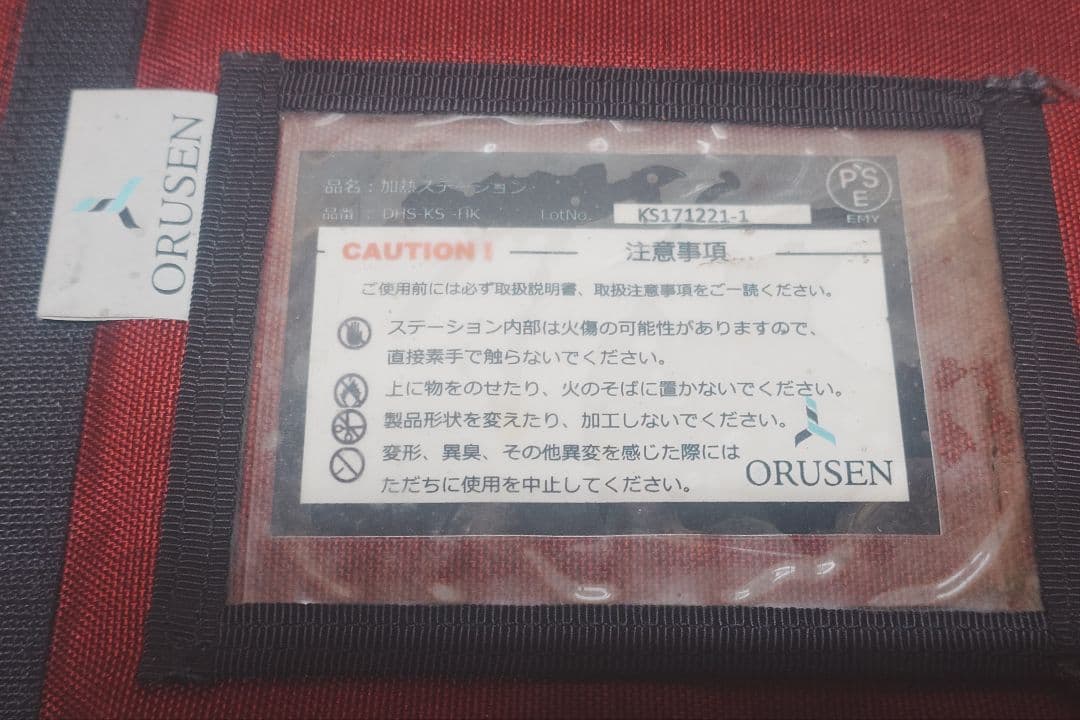 ORUSEN
品名：加熱ステーション
品番： DHS-KS LotNo. KS171221-1
PSE
EMY
CAUTION! 注意事項
ご使用前には必ず取扱説明書、取扱注意事項をご一読ください。
ステーション内部は火傷の可能性がありますので、
直接素手で触らないでください。
上に物をのせたり、火のそばに置かないでください。
製品形状を変えたり、加工しないでください。
変形、異臭、その他異変を感じた際には
ただちに使用を中止してください。
ORUSEN